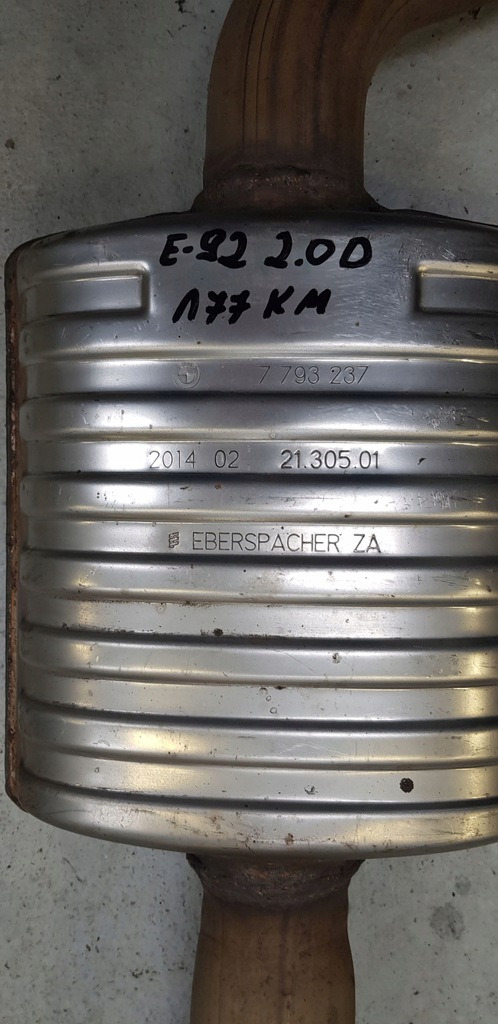 E-92 2.0D
177 KM
7 793 237
2014 02 21.305.01
EBERSPACHER ZA